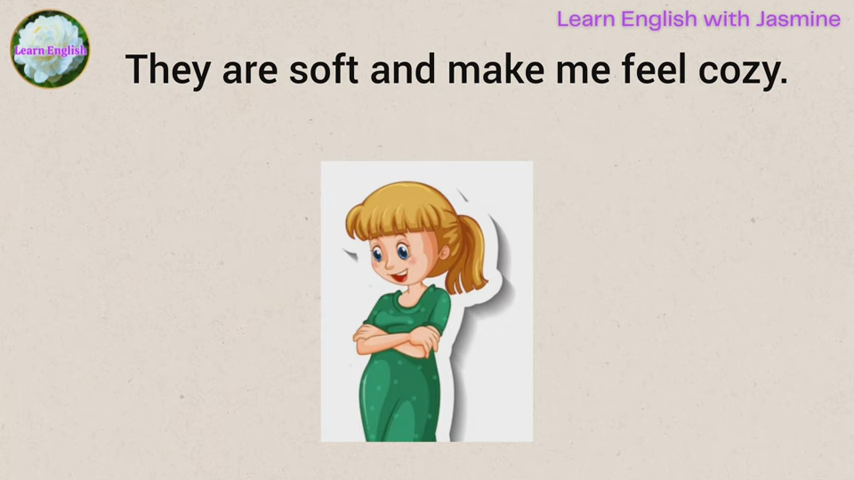 Learn English with Jasmine
Learn English
They are soft and make me feel cozy.